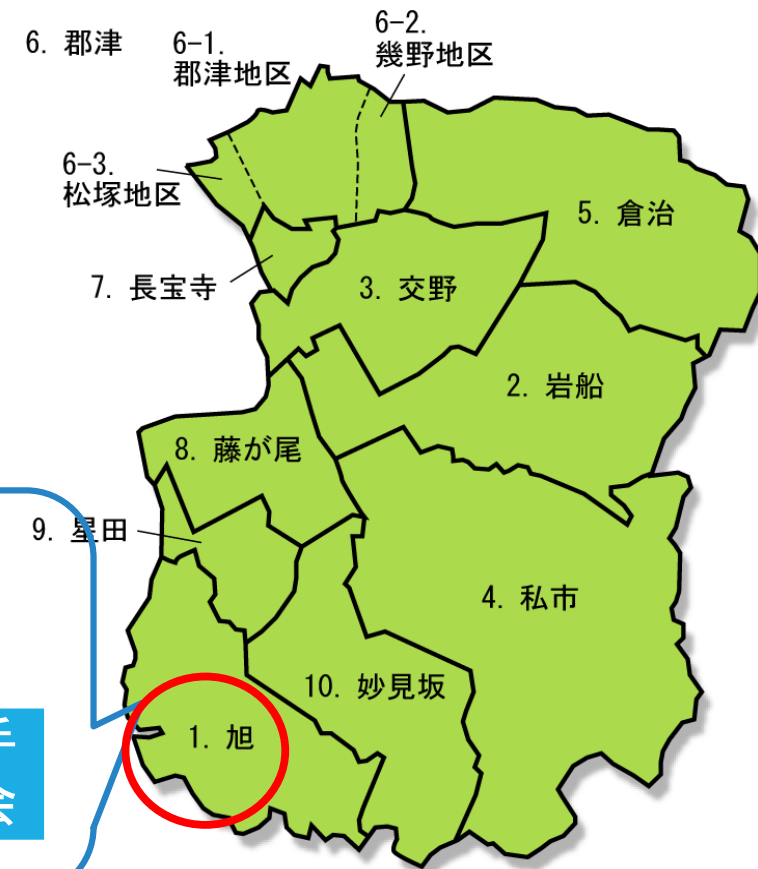 6. 郡津
6-1.
郡津地区
6-2.
幾野地区
6-3.
松塚地区
5. 倉治
7. 長宝寺
3. 交野
2. 岩船
8. 藤が尾
9. 星田
4. 私市
10. 妙見坂
1. 旭
会